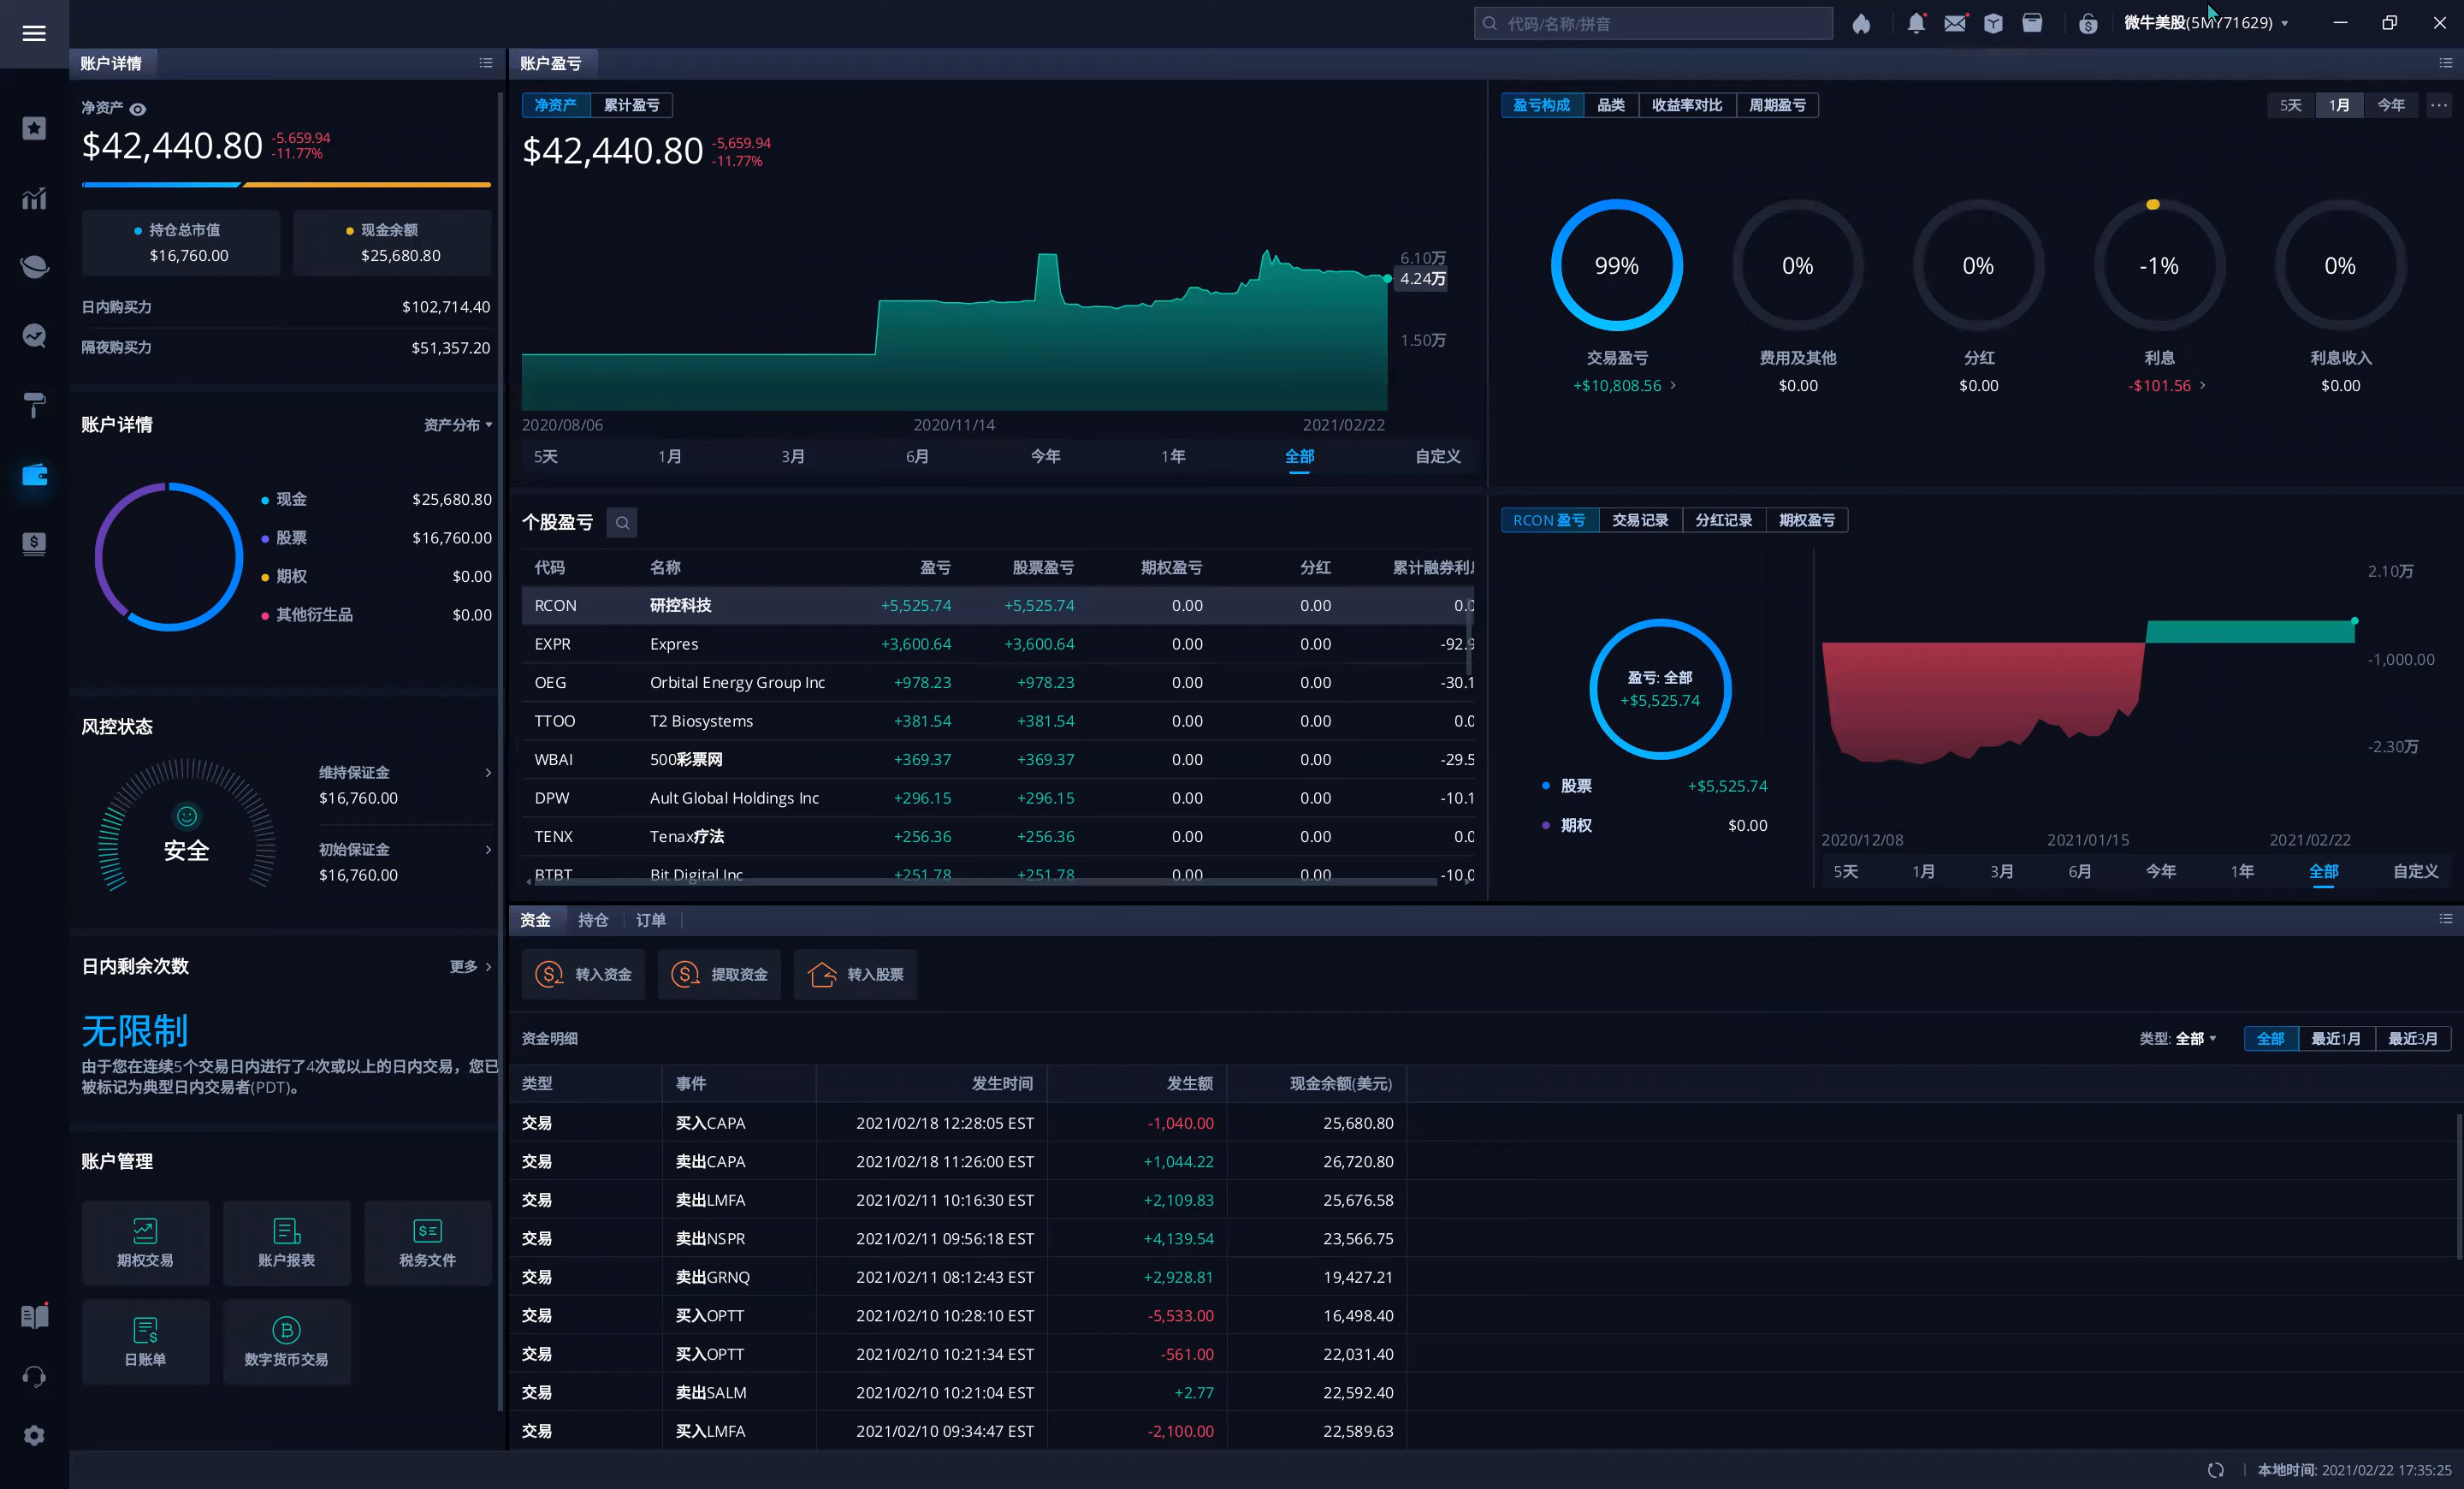 代码/名称/拼音
微牛美股(5MY71629)
账户详情
净资产
$42,440.80
-5,659.94
-11.77%
持仓总市值
$16,760.00
现金余额
$25,680.80
日内购买力 $102,714.40
隔夜购买力 $51,357.20
账户详情 资产分布
现金 $25,680.80
股票 $16,760.00
期权 $0.00
其他衍生品 $0.00
风控状态
安全
维持保证金
$16,760.00
初始保证金
$16,760.00
日内剩余次数 更多
无限制
由于您在连续5个交易日内进行了4次或以上的日内交易，您已
被标记为典型日内交易者(PDT)。
账户管理
期权交易 账户报表 税务文件
日账单 数字货币交易
账户盈亏
净资产 累计盈亏
$42,440.80
-5,659.94
-11.77%
6.10万
4.24万
1.50万
2020/08/06 2020/11/14 2021/02/22
5天 1月 3月 6月 今年 1年 全部 自定义
盈亏构成 品类 收益率对比 周期盈亏
5天 1月 今年
99% 0% 0% -1% 0%
交易盈亏 费用及其他 分红 利息 利息收入
+$10,808.56 $0.00 $0.00 -$101.56 $0.00
个股盈亏
代码 名称 盈亏 股票盈亏 期权盈亏 分红 累计融券利
RCON 研控科技 +5,525.74 +5,525.74 0.00 0.00 0.0
EXPR Expres +3,600.64 +3,600.64 0.00 0.00 -92.9
OEG Orbital Energy Group Inc +978.23 +978.23 0.00 0.00 -30.1
TTOO T2 Biosystems +381.54 +381.54 0.00 0.00 0.0
WBAI 500彩票网 +369.37 +369.37 0.00 0.00 -29.5
DPW Ault Global Holdings Inc +296.15 +296.15 0.00 0.00 -10.1
TENX Tenax疗法 +256.36 +256.36 0.00 0.00 0.0
BTBT Bit Digital Inc +251.78 +251.78 0.00 0.00 -10.0
RCON 盈亏 交易记录 分红记录 期权盈亏
盈亏: 全部
+$5,525.74
股票 +$5,525.74
期权 $0.00
2.10万
-1,000.00
-2.30万
2020/12/08 2021/01/15 2021/02/22
5天 1月 3月 6月 今年 1年 全部 自定义
资金 持仓 订单
转入资金 提取资金 转入股票
资金明细 类型: 全部 全部 最近1月 最近3月
类型 事件 发生时间 发生额 现金余额(美元)
交易 买入CAPA 2021/02/18 12:28:05 EST -1,040.00 25,680.80
交易 卖出CAPA 2021/02/18 11:26:00 EST +1,044.22 26,720.80
交易 卖出LMFA 2021/02/11 10:16:30 EST +2,109.83 25,676.58
交易 卖出NSPR 2021/02/11 09:56:18 EST +4,139.54 23,566.75
交易 卖出GRNQ 2021/02/11 08:12:43 EST +2,928.81 19,427.21
交易 买入OPTT 2021/02/10 10:28:10 EST -5,533.00 16,498.40
交易 买入OPTT 2021/02/10 10:21:34 EST -561.00 22,031.40
交易 卖出SALM 2021/02/10 10:21:04 EST +2.77 22,592.40
交易 买入LMFA 2021/02/10 09:34:47 EST -2,100.00 22,589.63
本地时间: 2021/02/22 17:35:25